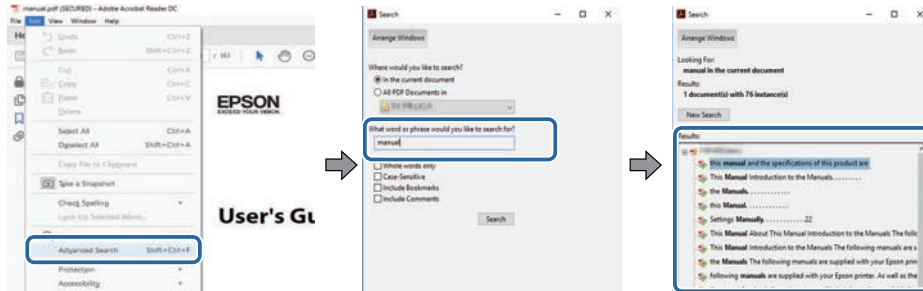 manual.pdf (SECURED) - Adobe Acrobat Reader DC
File Edit View Window Help
Undo Ctrl+Z
Redo Shift+Ctrl+Z
Cut Ctrl+X
Copy Ctrl+C
Paste Ctrl+V
Delete
Select All Ctrl+A
Deselect All Shift+Ctrl+A
Copy File to Clipboard
Take a Snapshot
Check Spelling
Look Up Selected Word...
Advanced Search Shift+Ctrl+F
Protection
Accessibility
EPSON
EXCEED YOUR VISION
User's Gu
Search
Arrange Windows
Where would you like to search?
In the current document
All PDF Documents in
What word or phrase would you like to search for?
manual
Whole words only
Case-Sensitive
Include Bookmarks
Include Comments
Search
Search
Arrange Windows
Looking For:
manual in the current document
Results:
1 document(s) with 76 instance(s)
New Search
Results:
this manual and the specifications of this product are
This Manual Introduction to the Manuals.........
the Manuals............
this Manual............
Settings Manually............22
This Manual About This Manual Introduction to the Manuals The follo
This Manual Introduction to the Manuals The following manuals are s
the Manuals The following manuals are supplied with your Epson prin
following manuals are supplied with your Epson printer. As well as the